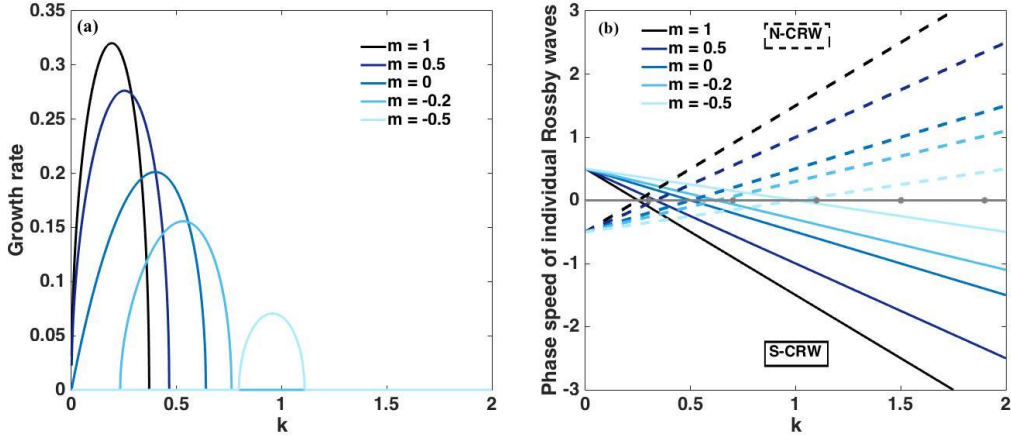 (a)
Growth rate
0.35
0.3
0.25
0.2
0.15
0.1
0.05
0
m = 1
m = 0.5
m = 0
m = -0.2
m = -0.5
0 0.5 1 1.5 2
k
(b)
Phase speed of individual Rossby waves
3
2
1
0
-1
-2
-3
m = 1
m = 0.5
m = 0
m = -0.2
m = -0.5
N-CRW
S-CRW
0 0.5 1 1.5 2
k